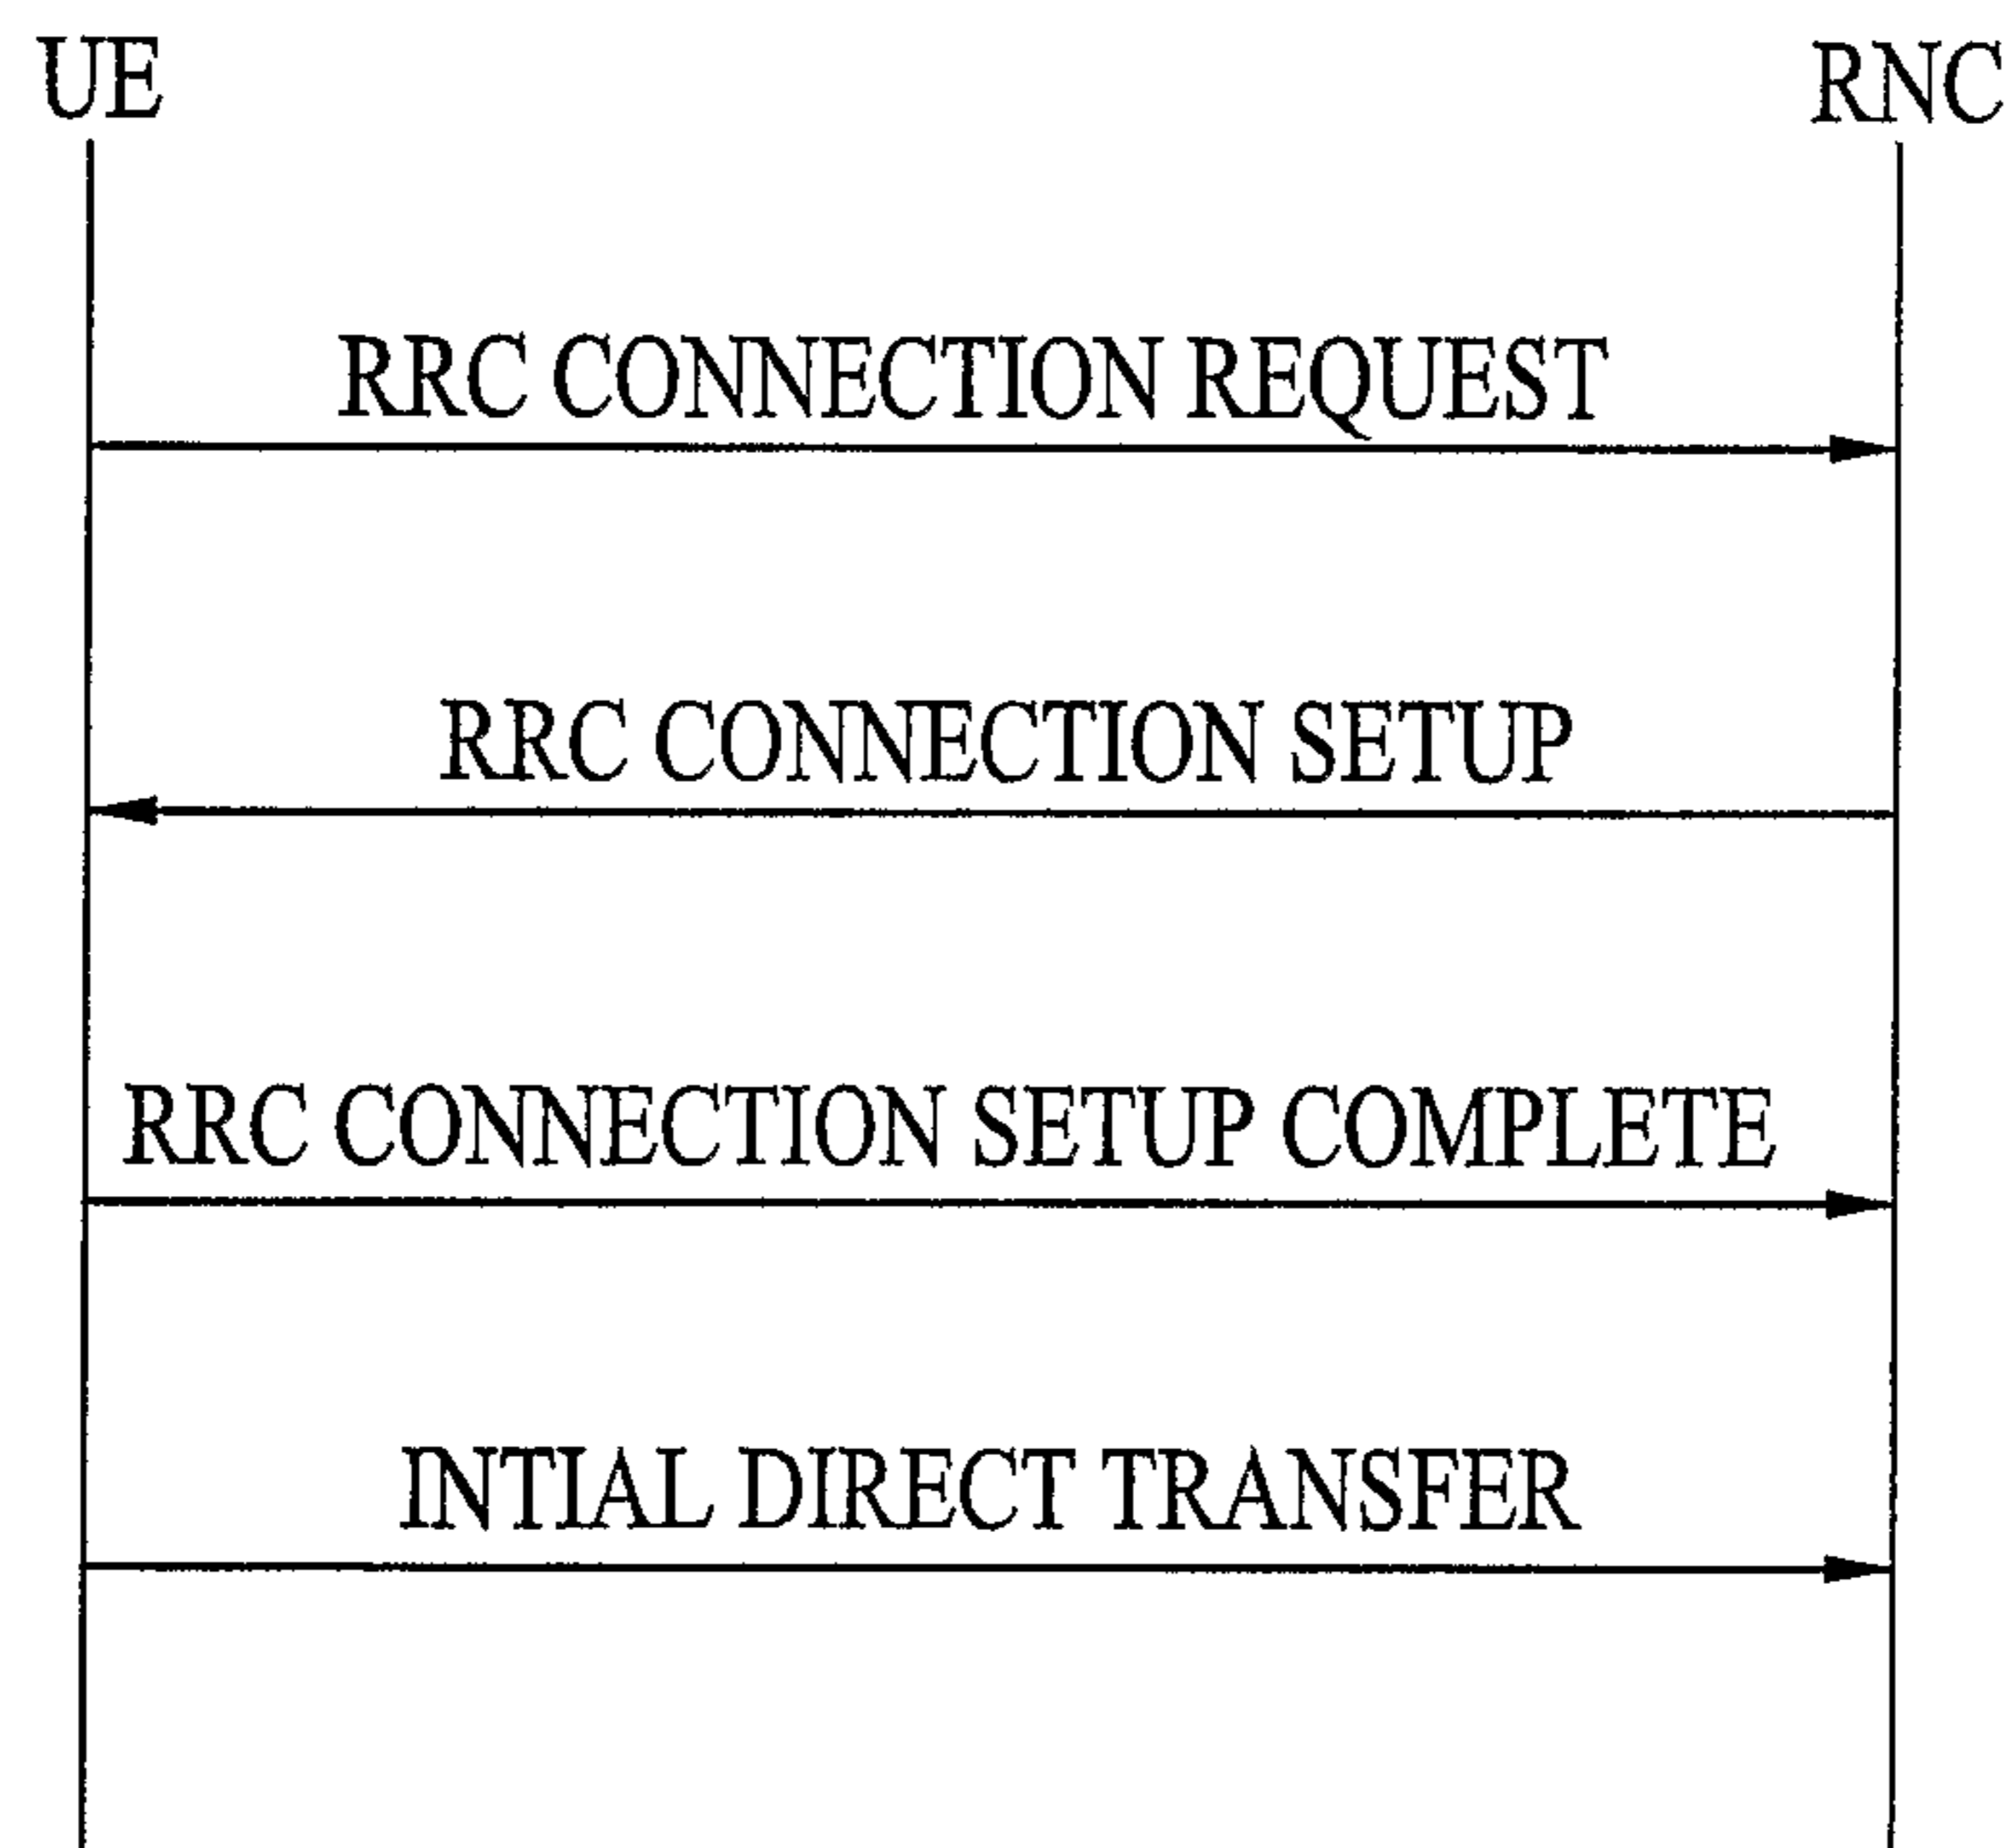 UE RNC
RRC CONNECTION REQUEST
RRC CONNECTION SETUP
RRC CONNECTION SETUP COMPLETE
INTIAL DIRECT TRANSFER